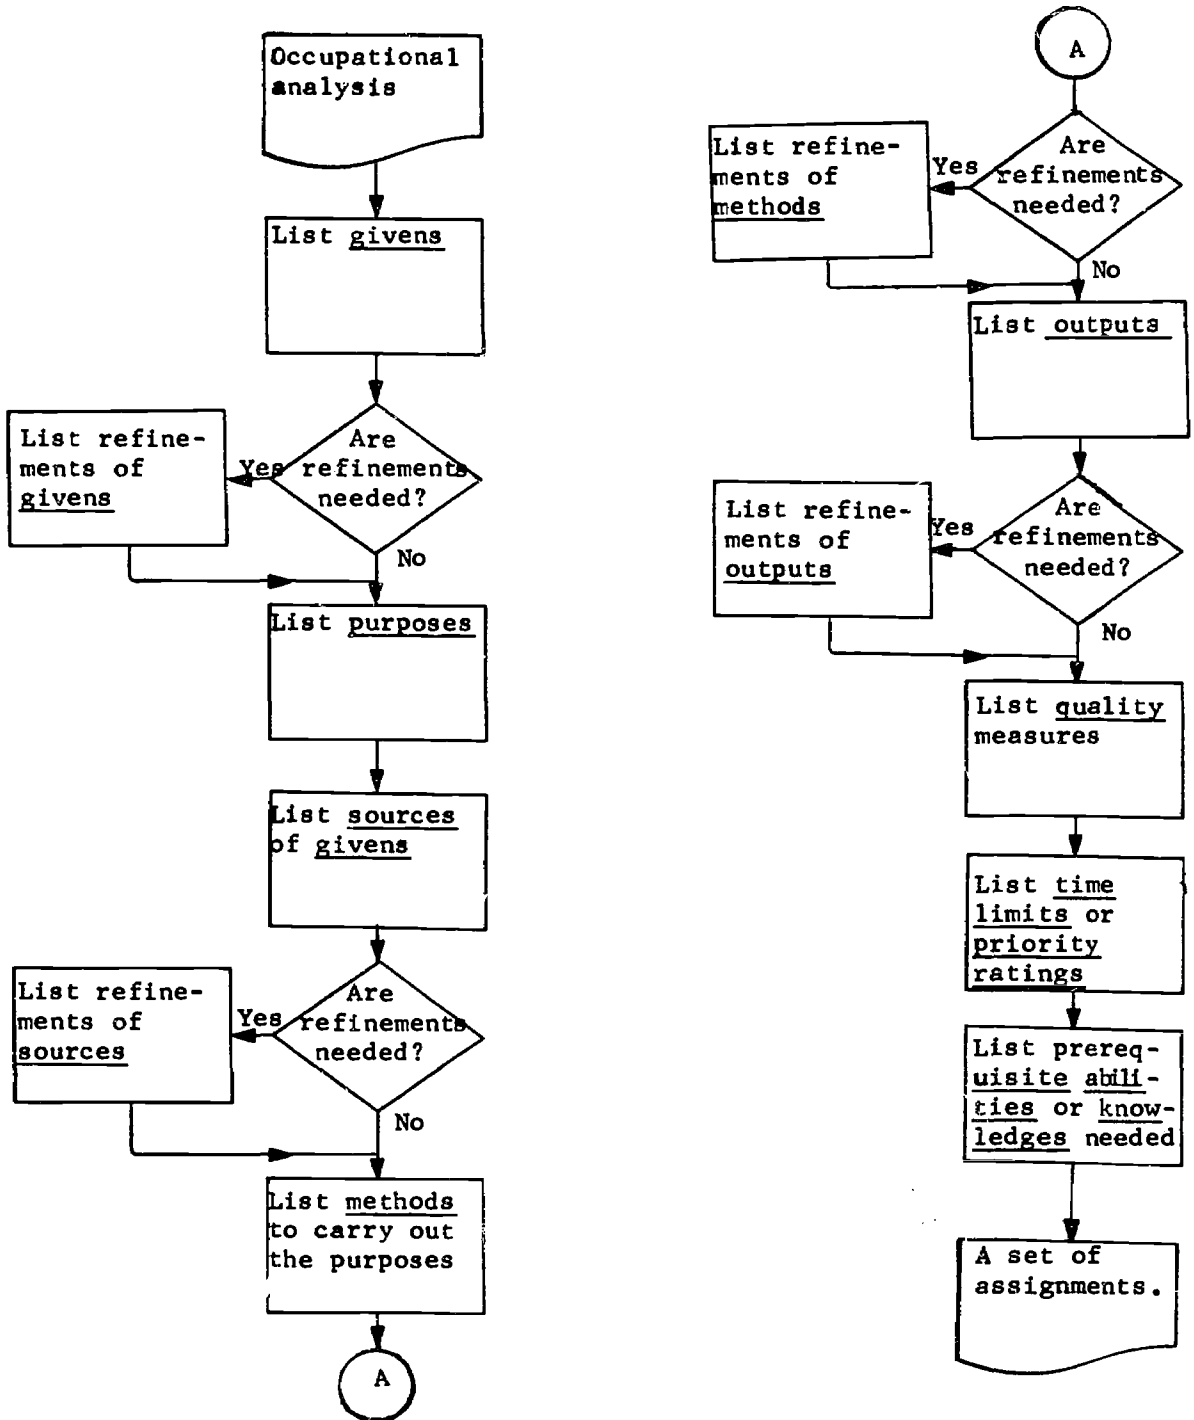 Occupational
analysis
List givens
Are
refinements
needed?
Yes
List refine-
ments of
givens
No
List purposes
List sources
of givens
Are
refinements
needed?
Yes
List refine-
ments of
sources
No
List methods
to carry out
the purposes
A
A
Are
refinements
needed?
Yes
List refine-
ments of
methods
No
List outputs
Are
refinements
needed?
Yes
List refine-
ments of
outputs
No
List quality
measures
List time
limits or
priority
ratings
List prereq-
uisite abili-
ties or know-
ledges needed
A set of
assignments.